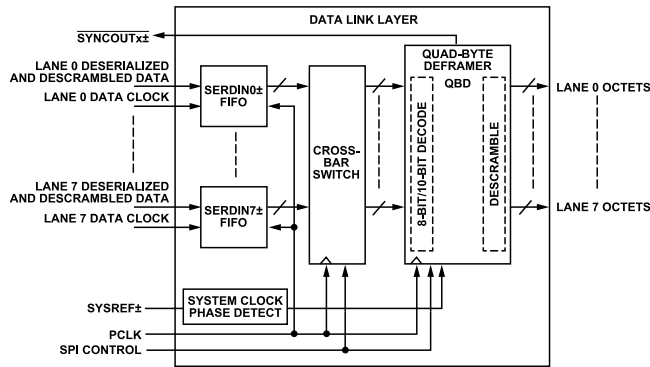 DATA LINK LAYER
SYNCOUTx±
QUAD-BYTE
DEFRAMER
QBD
LANE 0 DESERIALIZED
AND DESCRAMBLED DATA
LANE 0 DATA CLOCK
SERDIN0±
FIFO
CROSS-
BAR
SWITCH
8-BIT/10-BIT DECODE
DESCRAMBLE
LANE 0 OCTETS
LANE 7 DESERIALIZED
AND DESCRAMBLED DATA
LANE 7 DATA CLOCK
SERDIN7±
FIFO
LANE 7 OCTETS
SYSREF±
SYSTEM CLOCK
PHASE DETECT
PCLK
SPI CONTROL